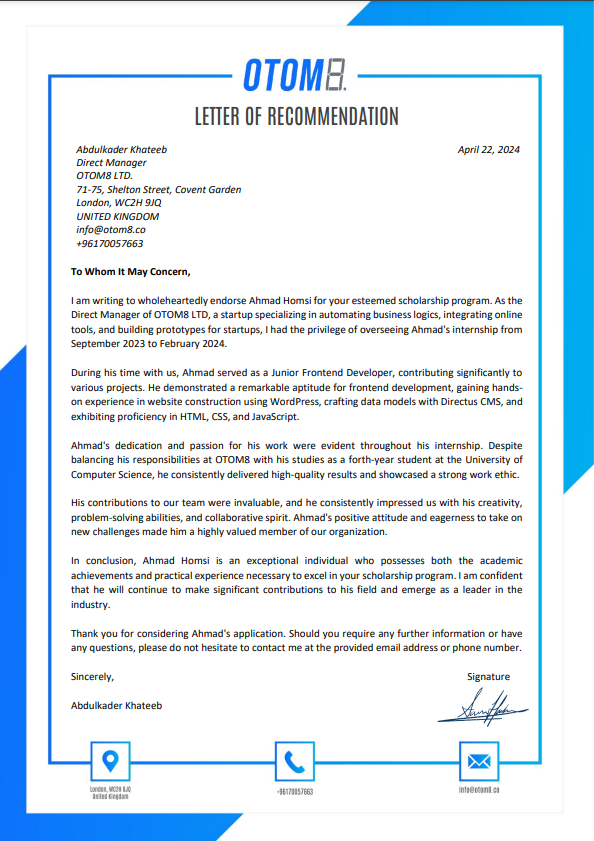 OTOM8.
LETTER OF RECOMMENDATION
Abdulkader Khateeb
April 22, 2024
Direct Manager
OTOM8 LTD.
71-75, Shelton Street, Covent Garden
London, WC2H 9JQ
UNITED KINGDOM
info@otom8.co
+96170057663
To Whom It May Concern,
I am writing to wholeheartedly endorse Ahmad Homsi for your esteemed scholarship program. As the
Direct Manager of OTOM8 LTD, a startup specializing in automating business logics, integrating online
tools, and building prototypes for startups, I had the privilege of overseeing Ahmad's internship from
September 2023 to February 2024.
During his time with us, Ahmad served as a Junior Frontend Developer, contributing significantly to
various projects. He demonstrated a remarkable aptitude for frontend development, gaining hands-
on experience in website construction using WordPress, crafting data models with Directus CMS, and
exhibiting proficiency in HTML, CSS, and JavaScript.
Ahmad's dedication and passion for his work were evident throughout his internship. Despite
balancing his responsibilities at OTOM8 with his studies as a forth-year student at the University of
Computer Science, he consistently delivered high-quality results and showcased a strong work ethic.
His contributions to our team were invaluable, and he consistently impressed us with his creativity,
problem-solving abilities, and collaborative spirit. Ahmad's positive attitude and eagerness to take on
new challenges made him a highly valued member of our organization.
In conclusion, Ahmad Homsi is an exceptional individual who possesses both the academic
achievements and practical experience necessary to excel in your scholarship program. I am confident
that he will continue to make significant contributions to his field and emerge as a leader in the
industry.
Thank you for considering Ahmad's application. Should you require any further information or have
any questions, please do not hesitate to contact me at the provided email address or phone number.
Sincerely,
Signature
Abdulkader Khateeb
London, WC2H 9JQ
United Kingdom
+96170057663
info@otom8.co